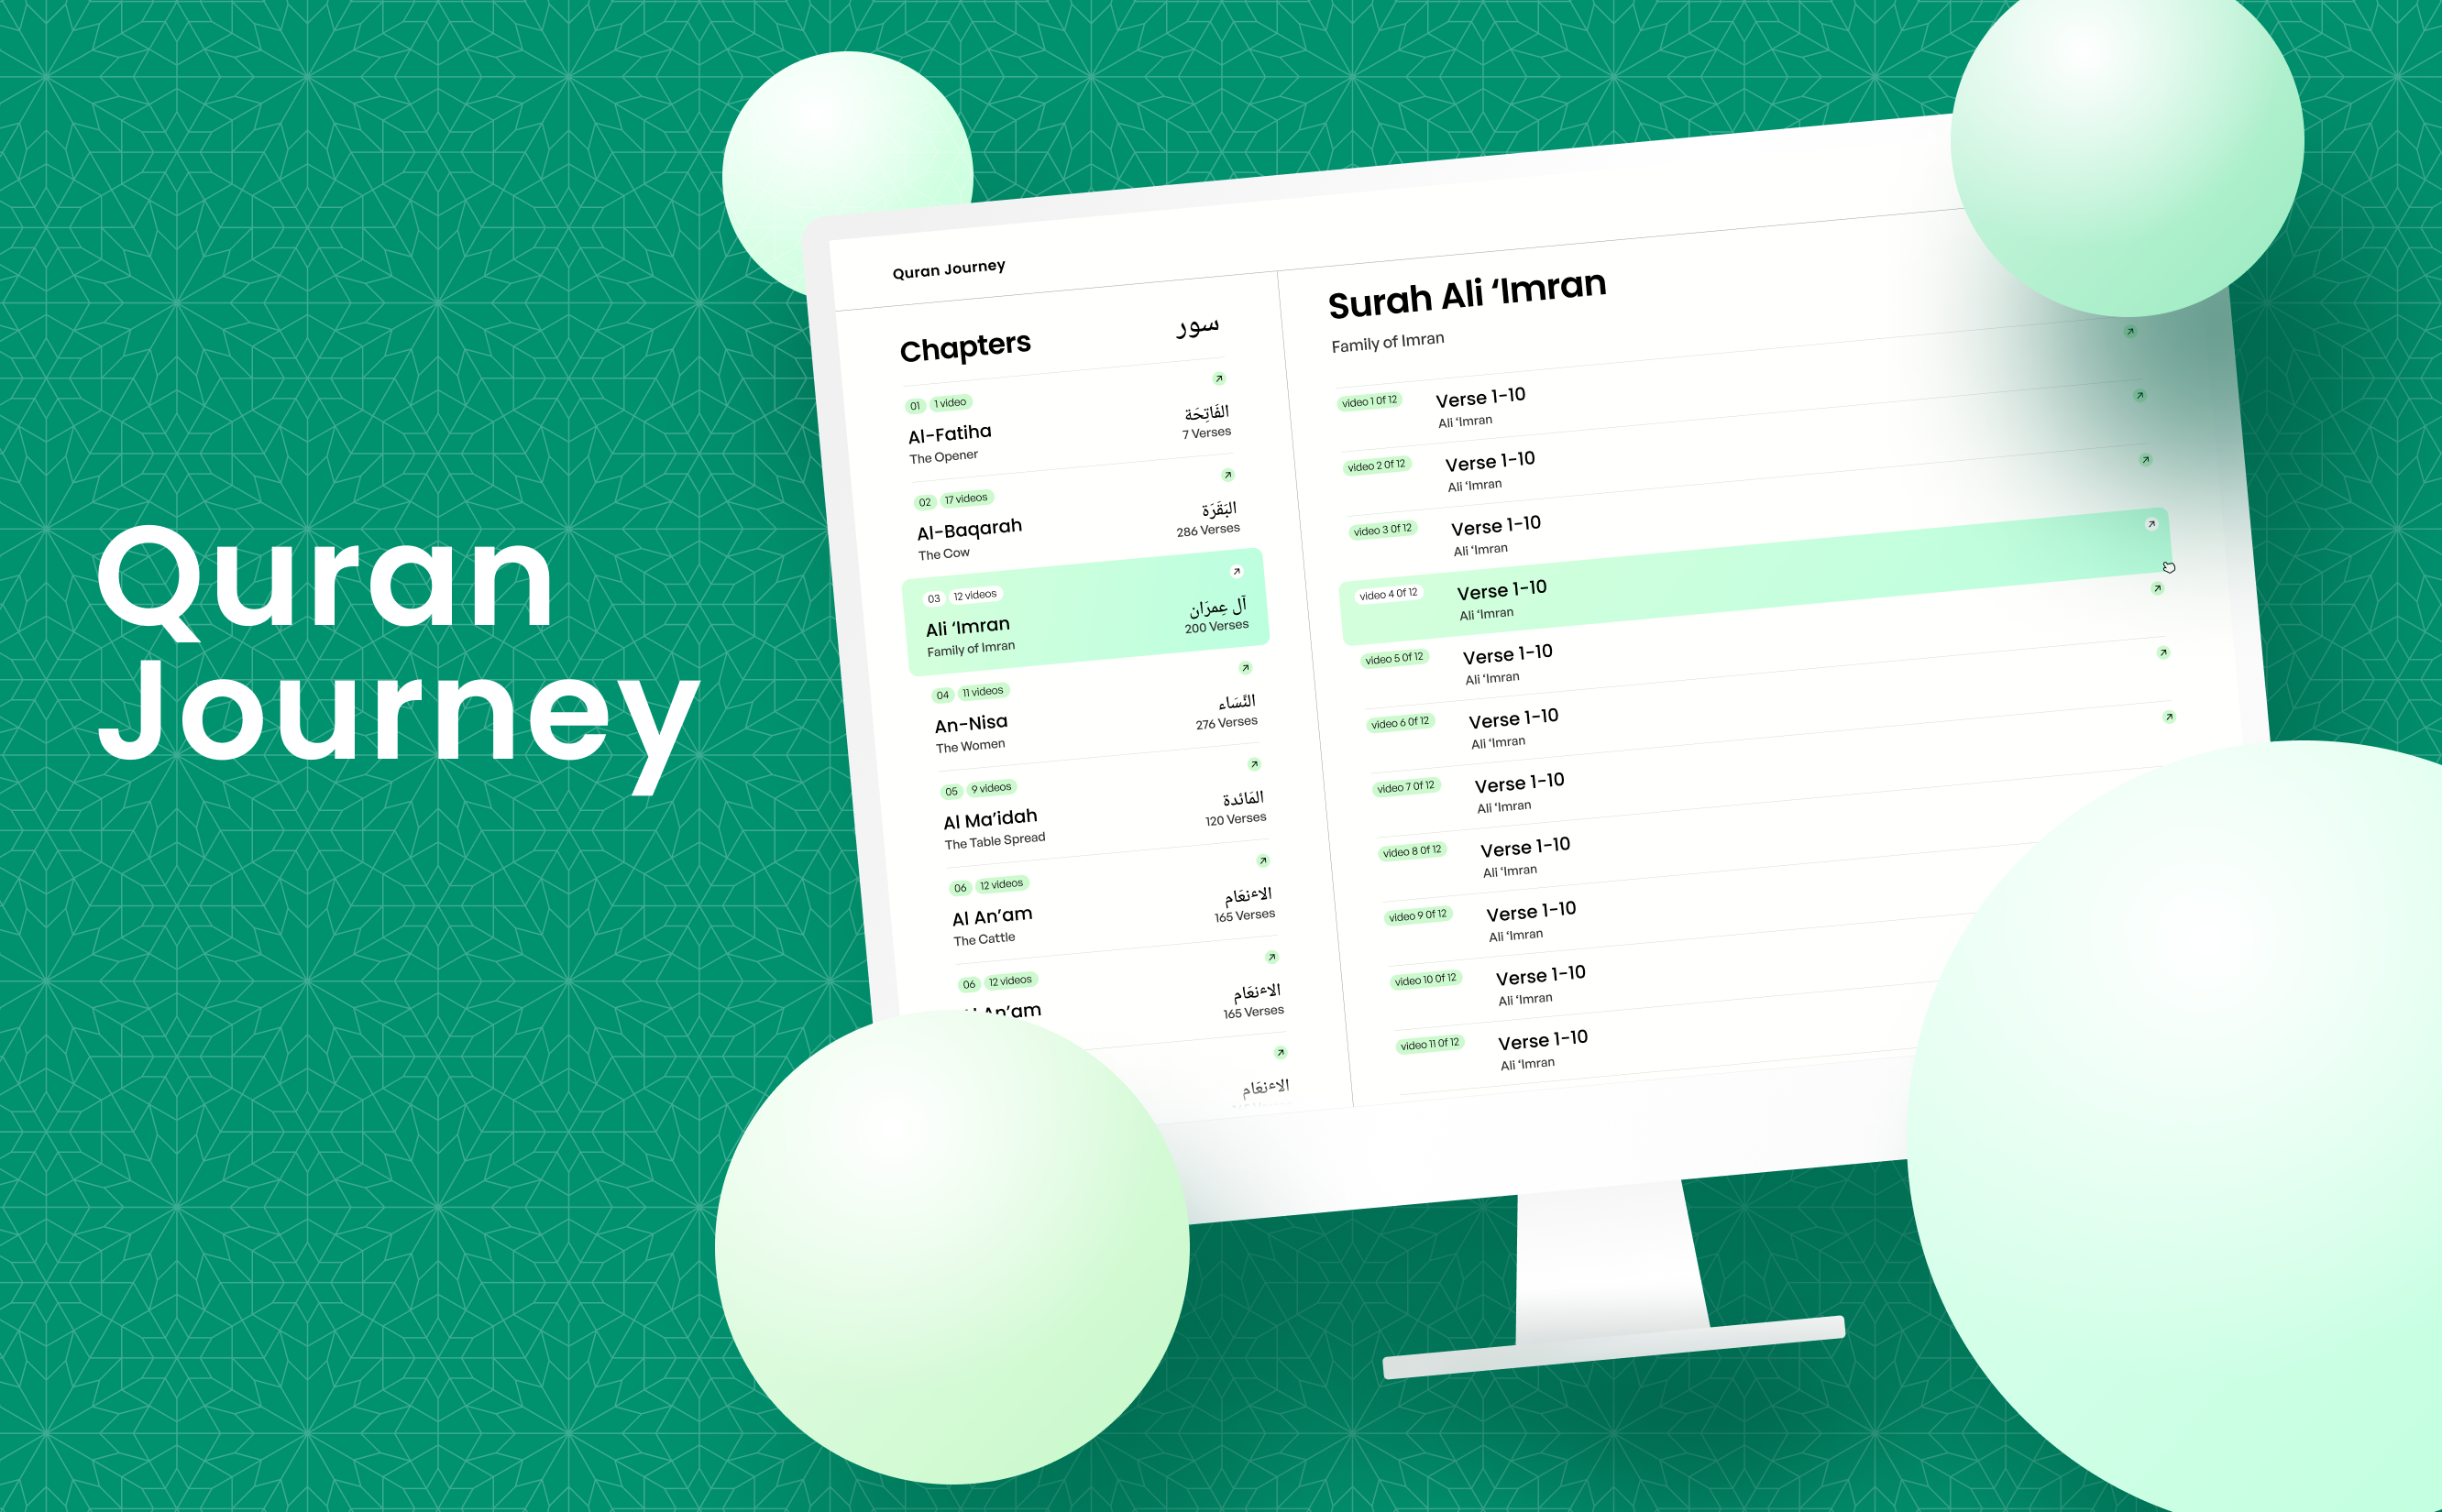 Quran
Journey
Quran Journey
Chapters
سور
01
1 video
Al-Fatiha
The Opener
الفَاتِحَة
7 Verses
02
17 videos
Al-Baqarah
The Cow
البَقَرَة
286 Verses
03
12 videos
Ali ‘Imran
Family of Imran
آل عِمرَان
200 Verses
04
11 videos
An-Nisa
The Women
النِّسَاء
276 Verses
05
9 videos
Al Ma’idah
The Table Spread
المَائدة
120 Verses
06
12 videos
Al An’am
The Cattle
الاٴنعَام
165 Verses
06
12 videos
An’am
الاٴنعَام
165 Verses
الاٴنعَام
Surah Ali ‘Imran
Family of Imran
video 1 0f 12
Verse 1-10
Ali ‘Imran
video 2 0f 12
Verse 1-10
Ali ‘Imran
video 3 0f 12
Verse 1-10
Ali ‘Imran
video 4 0f 12
Verse 1-10
Ali ‘Imran
video 5 0f 12
Verse 1-10
Ali ‘Imran
video 6 0f 12
Verse 1-10
Ali ‘Imran
video 7 0f 12
Verse 1-10
Ali ‘Imran
video 8 0f 12
Verse 1-10
Ali ‘Imran
video 9 0f 12
Verse 1-10
Ali ‘Imran
video 10 0f 12
Verse 1-10
Ali ‘Imran
video 11 0f 12
Verse 1-10
Ali ‘Imran